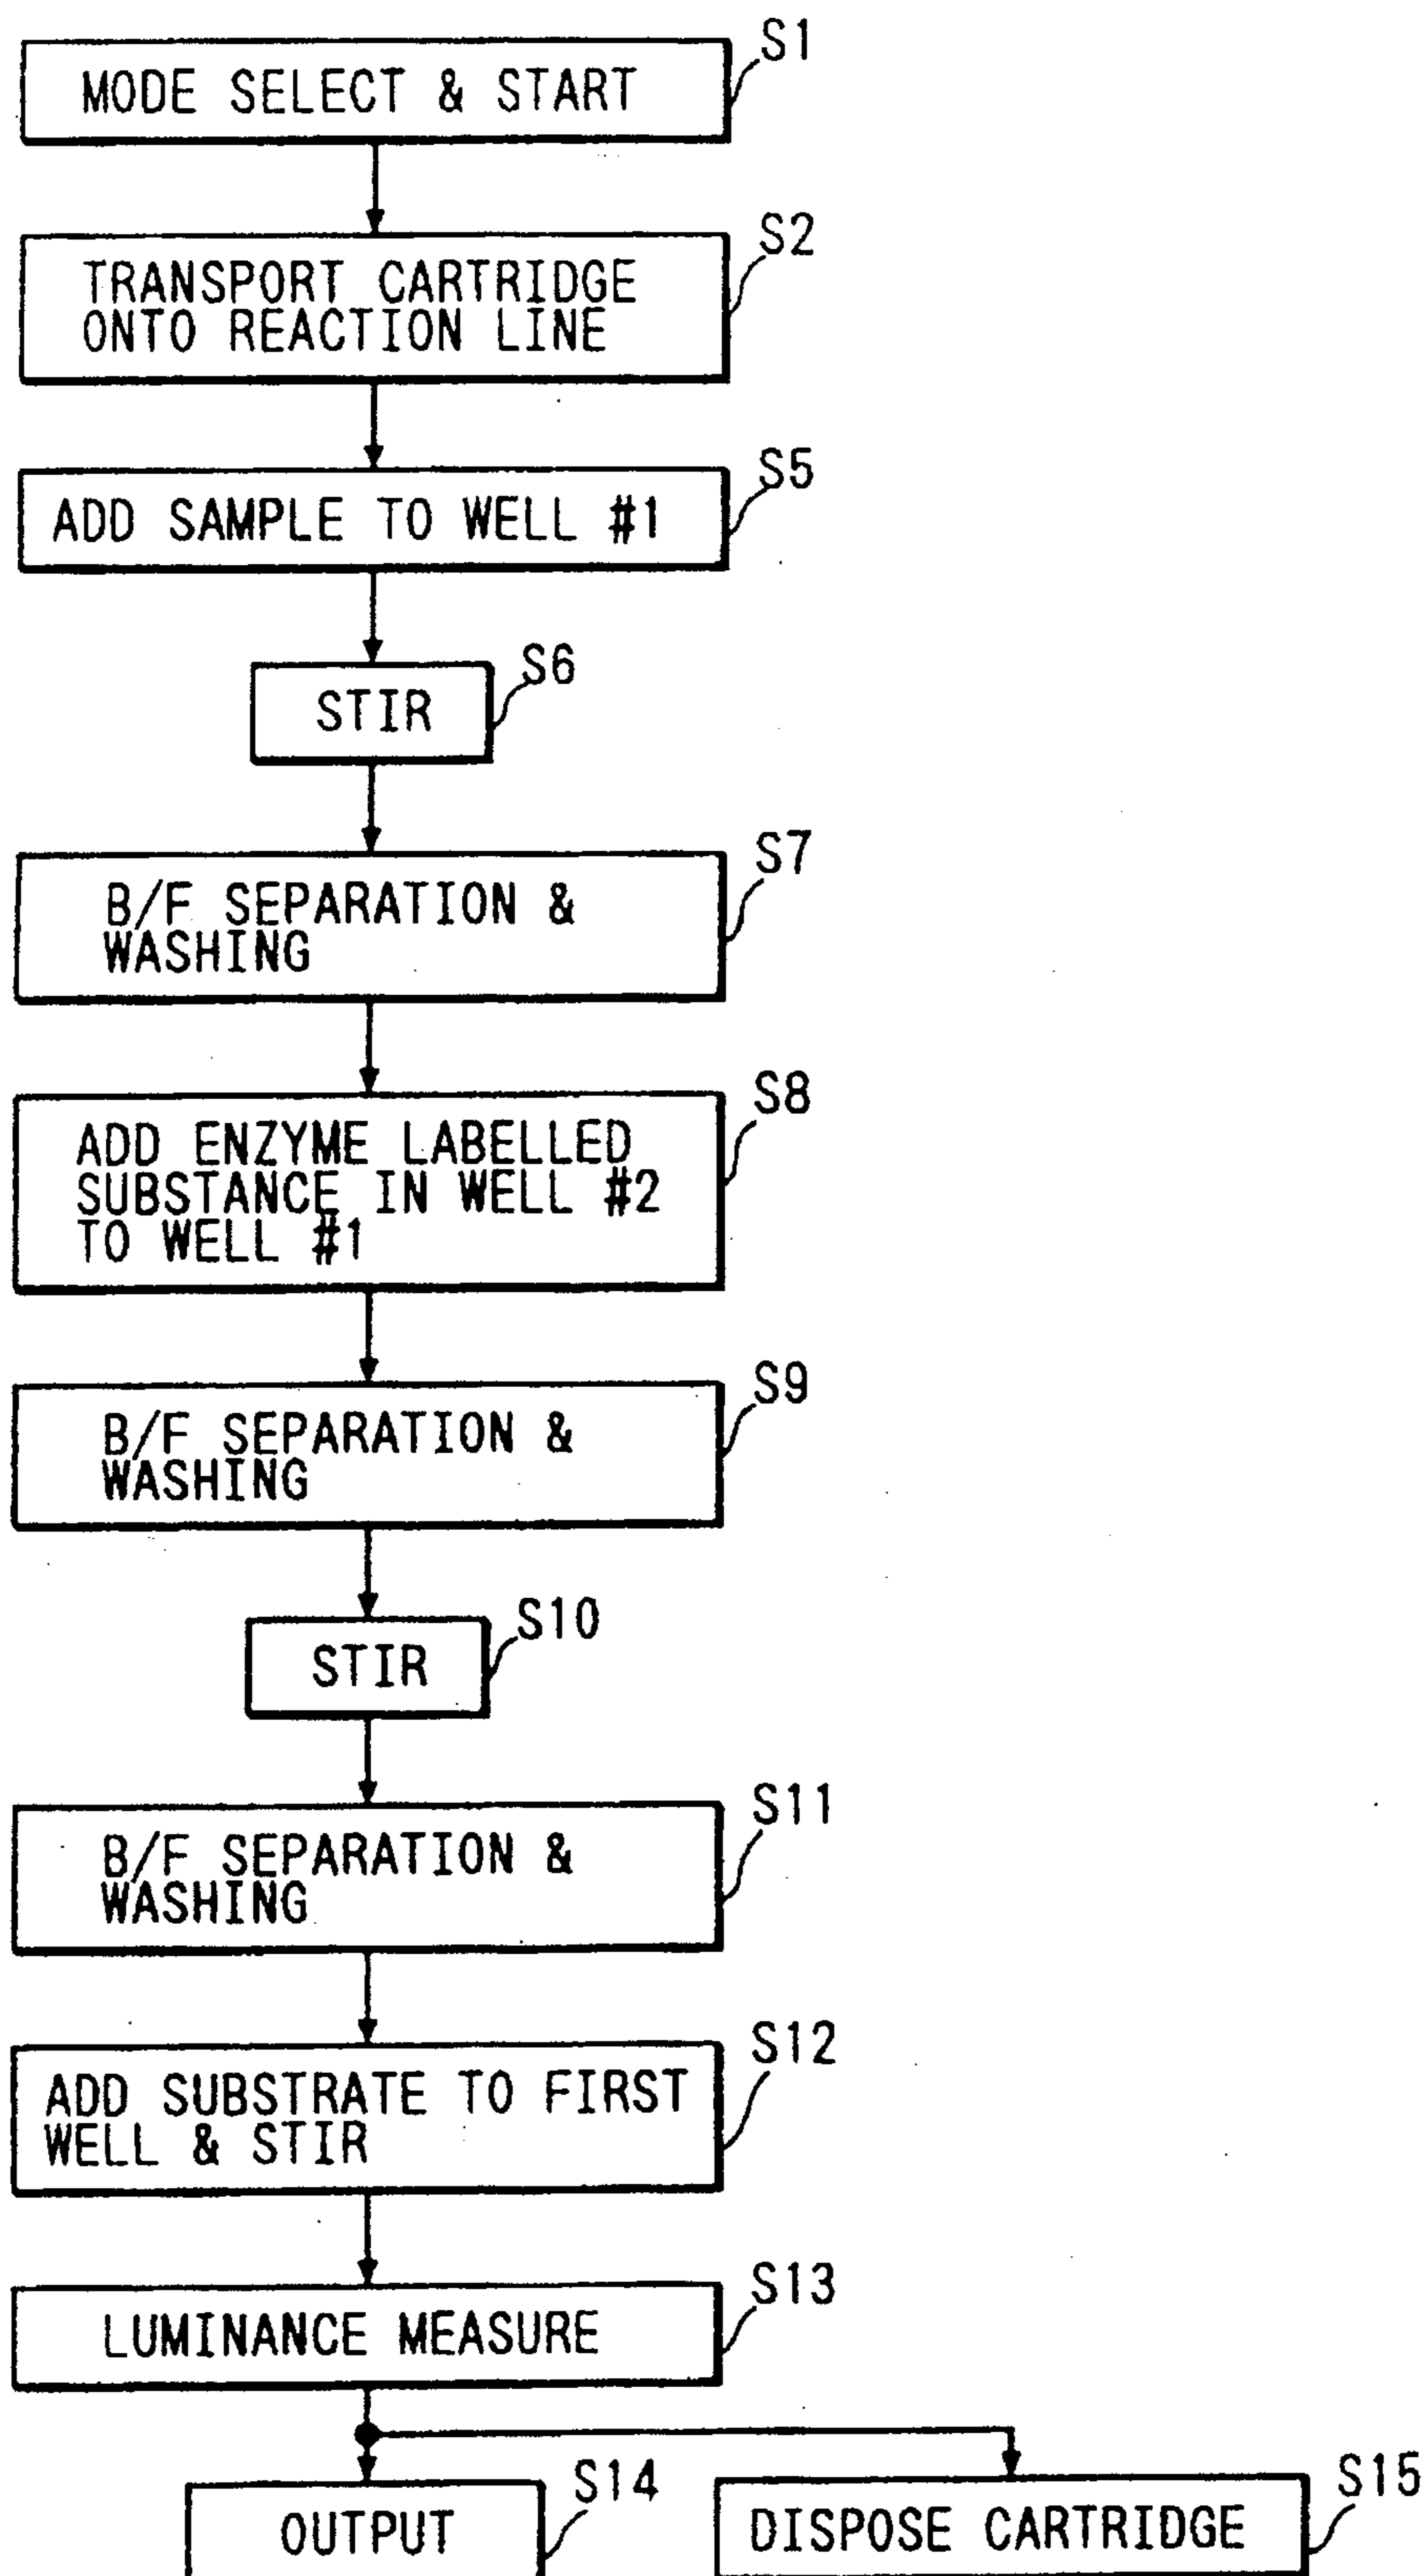 S1
MODE SELECT & START
S2
TRANSPORT CARTRIDGE
ONTO REACTION LINE
S5
ADD SAMPLE TO WELL #1
S6
STIR
S7
B/F SEPARATION &
WASHING
S8
ADD ENZYME LABELLED
SUBSTANCE IN WELL #2
TO WELL #1
S9
B/F SEPARATION &
WASHING
S10
STIR
S11
B/F SEPARATION &
WASHING
S12
ADD SUBSTRATE TO FIRST
WELL & STIR
S13
LUMINANCE MEASURE
S14
OUTPUT
S15
DISPOSE CARTRIDGE